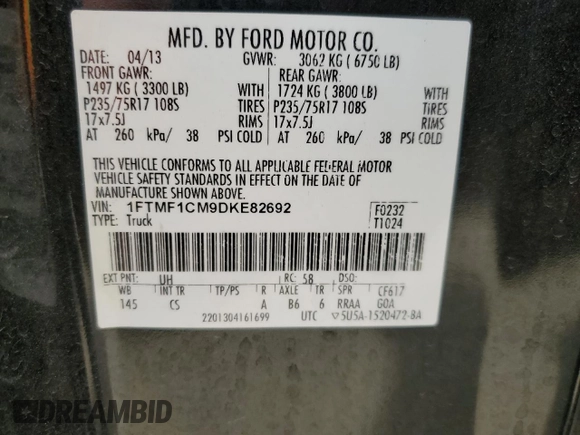 MFD. BY FORD MOTOR CO.
DATE: 04/13 GVWR: 3062 KG ( 6750 LB)
FRONT GAWR: REAR GAWR:
1497 KG ( 3300 LB) WITH 1724 KG ( 3800 LB) WITH
P235/75R17 108S TIRES P235/75R17 108S TIRES
17x7.5J RIMS 17x7.5J RIMS
AT 260 kPa/ 38 PSI COLD AT 260 kPa/ 38 PSI COLD
THIS VEHICLE CONFORMS TO ALL APPLICABLE FEDERAL MOTOR
VEHICLE SAFETY STANDARDS IN EFFECT ON THE DATE OF
MANUFACTURE SHOWN ABOVE.
VIN: 1FTMF1CM9DKE82692 F0232
TYPE: Truck T1024
EXT PNT: UH RC: 58 DSO:
WB INT TR TP/PS R AXLE TR SPR CF617
145 CS A B6 6 RRAA GOA
2201304161699 UTC ▽5U5A-1520472-BA
DREAMBID